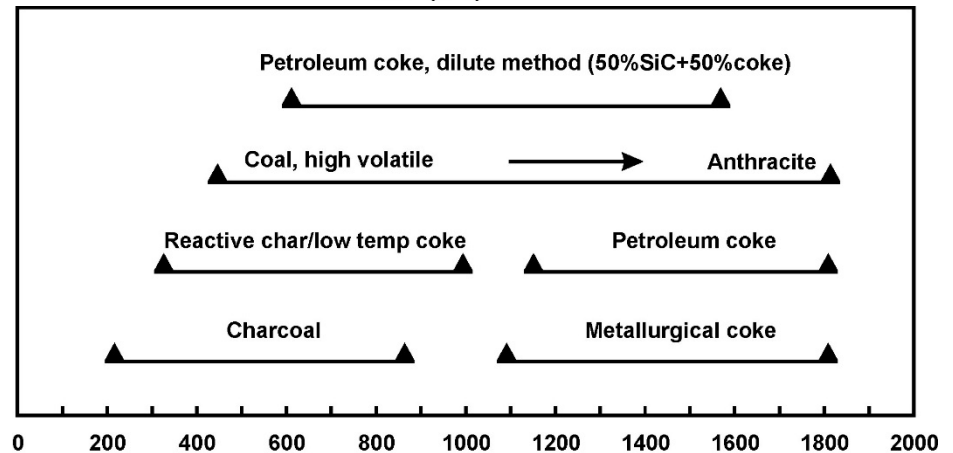 Petroleum coke, dilute method (50%SiC+50%coke)
Coal, high volatile
Anthracite
Reactive char/low temp coke
Petroleum coke
Charcoal
Metallurgical coke
0 200 400 600 800 1000 1200 1400 1600 1800 2000